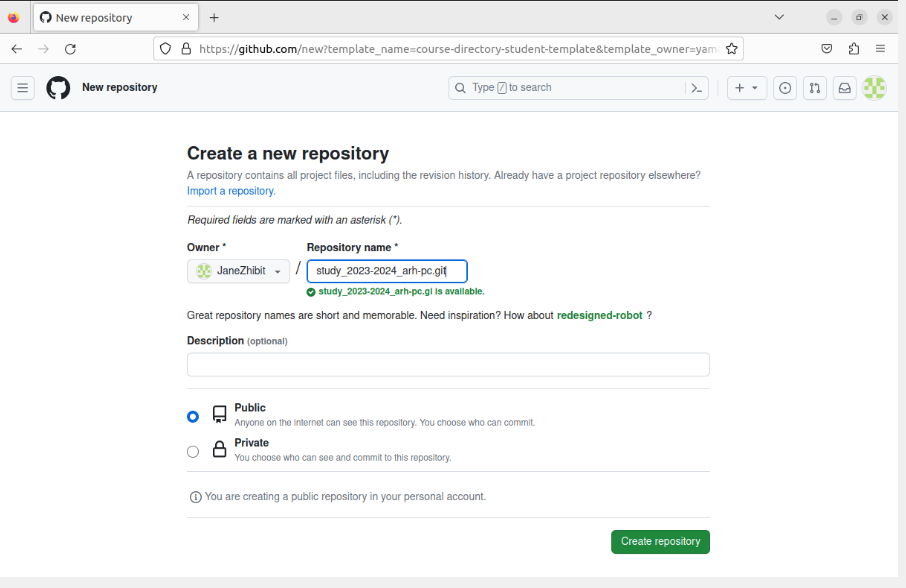 New repository
https://github.com/new?template_name=course-directory-student-template&template_owner=yam
New repository
Type / to search
Create a new repository
A repository contains all project files, including the revision history. Already have a project repository elsewhere?
Import a repository.
Required fields are marked with an asterisk (*).
Owner * Repository name *
JaneZhibit / study_2023-2024_arh-pc.git
study_2023-2024_arh-pc.gi is available.
Great repository names are short and memorable. Need inspiration? How about redesigned-robot ?
Description (optional)
Public
Anyone on the internet can see this repository. You choose who can commit.
Private
You choose who can see and commit to this repository.
You are creating a public repository in your personal account.
Create repository